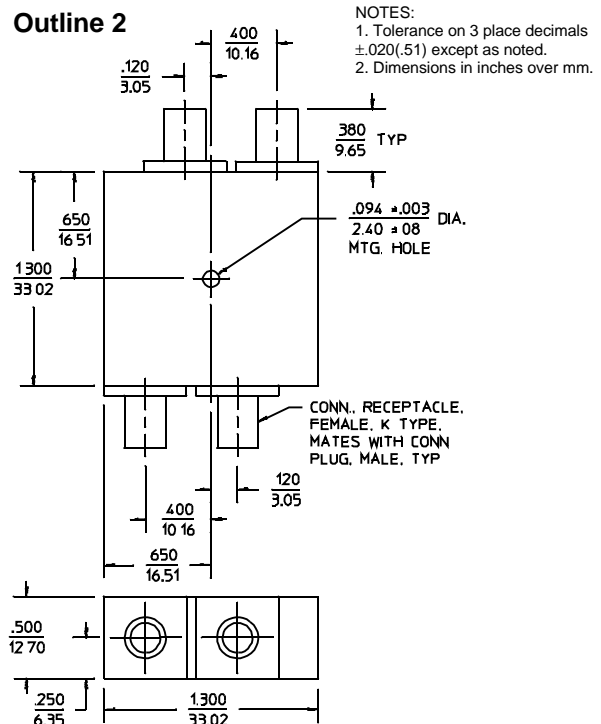 Outline 2
NOTES:
1. Tolerance on 3 place decimals
±.020(.51) except as noted.
2. Dimensions in inches over mm.
400
10.16
.120
3.05
380
9.65
TYP
650
16 51
1300
33 02
.094 ±.003
2.40 ±08
DIA.
MTG. HOLE
CONN., RECEPTACLE,
FEMALE, K TYPE,
MATES WITH CONN
PLUG, MALE, TYP
120
3.05
400
10 16
650
16.51
.500
12 70
.250
6.35
1.300
33.02